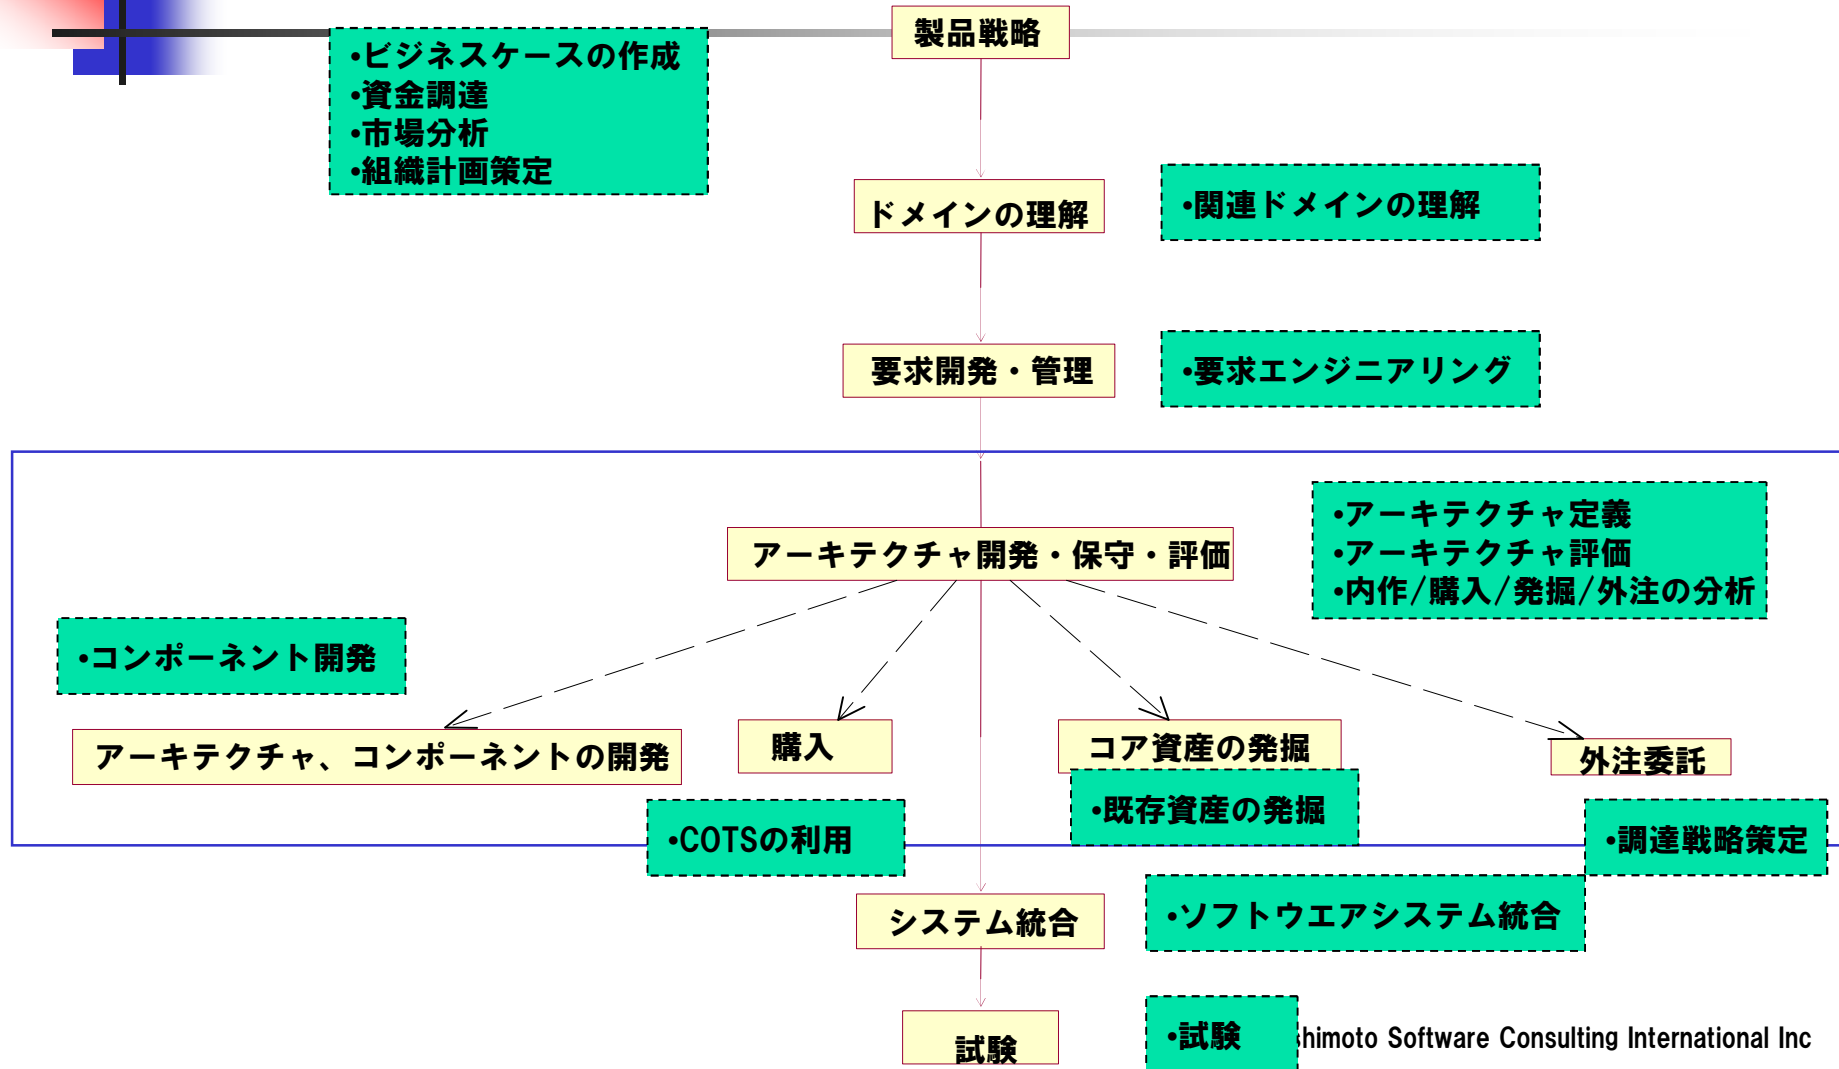 製品戦略
•ビジネスケースの作成
•資金調達
•市場分析
•組織計画策定
ドメインの理解
•関連ドメインの理解
要求開発・管理
•要求エンジニアリング
•アーキテクチャ定義
•アーキテクチャ評価
•内作/購入/発掘/外注の分析
アーキテクチャ開発・保守・評価
•コンポーネント開発
アーキテクチャ、コンポーネントの開発
購入
コア資産の発掘
外注委託
•COTSの利用
•既存資産の発掘
•調達戦略策定
システム統合
•ソフトウエアシステム統合
試験
•試験
himoto Software Consulting International Inc